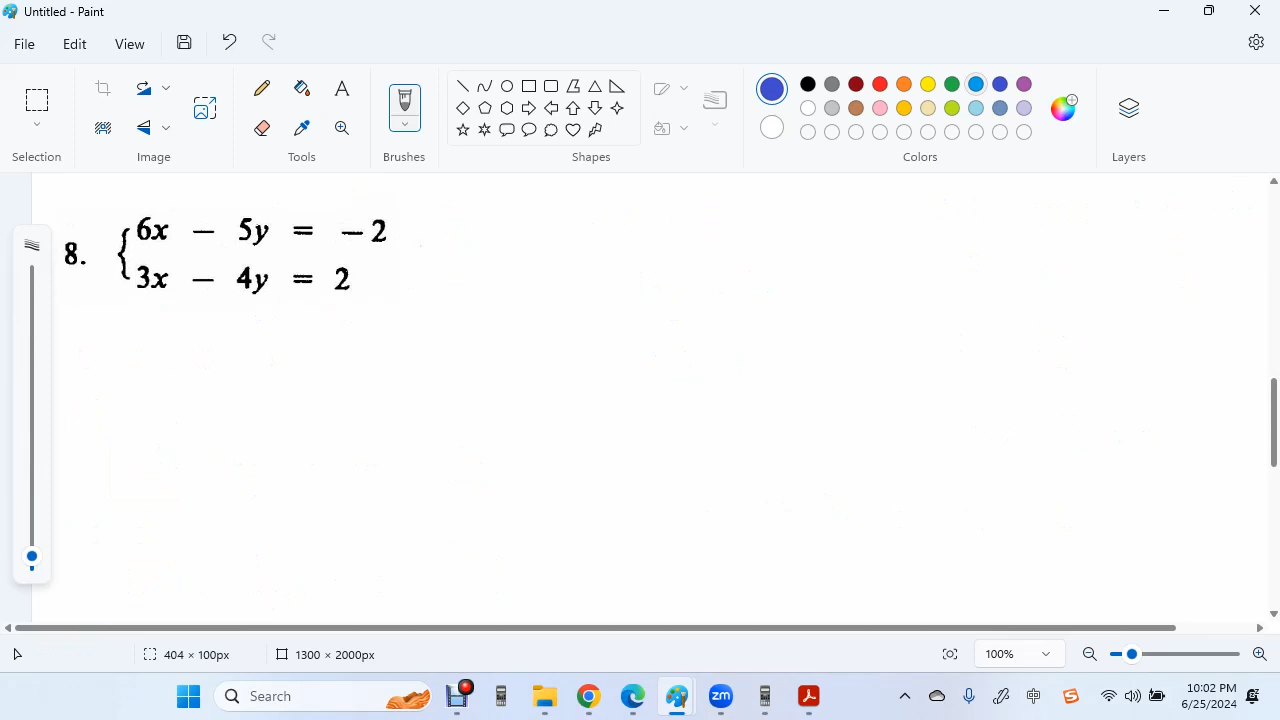 Untitled - Paint
File Edit View
Selection Image Tools Brushes Shapes Colors Layers
8. 6x - 5y = -2
3x - 4y = 2
404 × 100px 1300 × 2000px 100%
Search zm 10:02 PM
6/25/2024